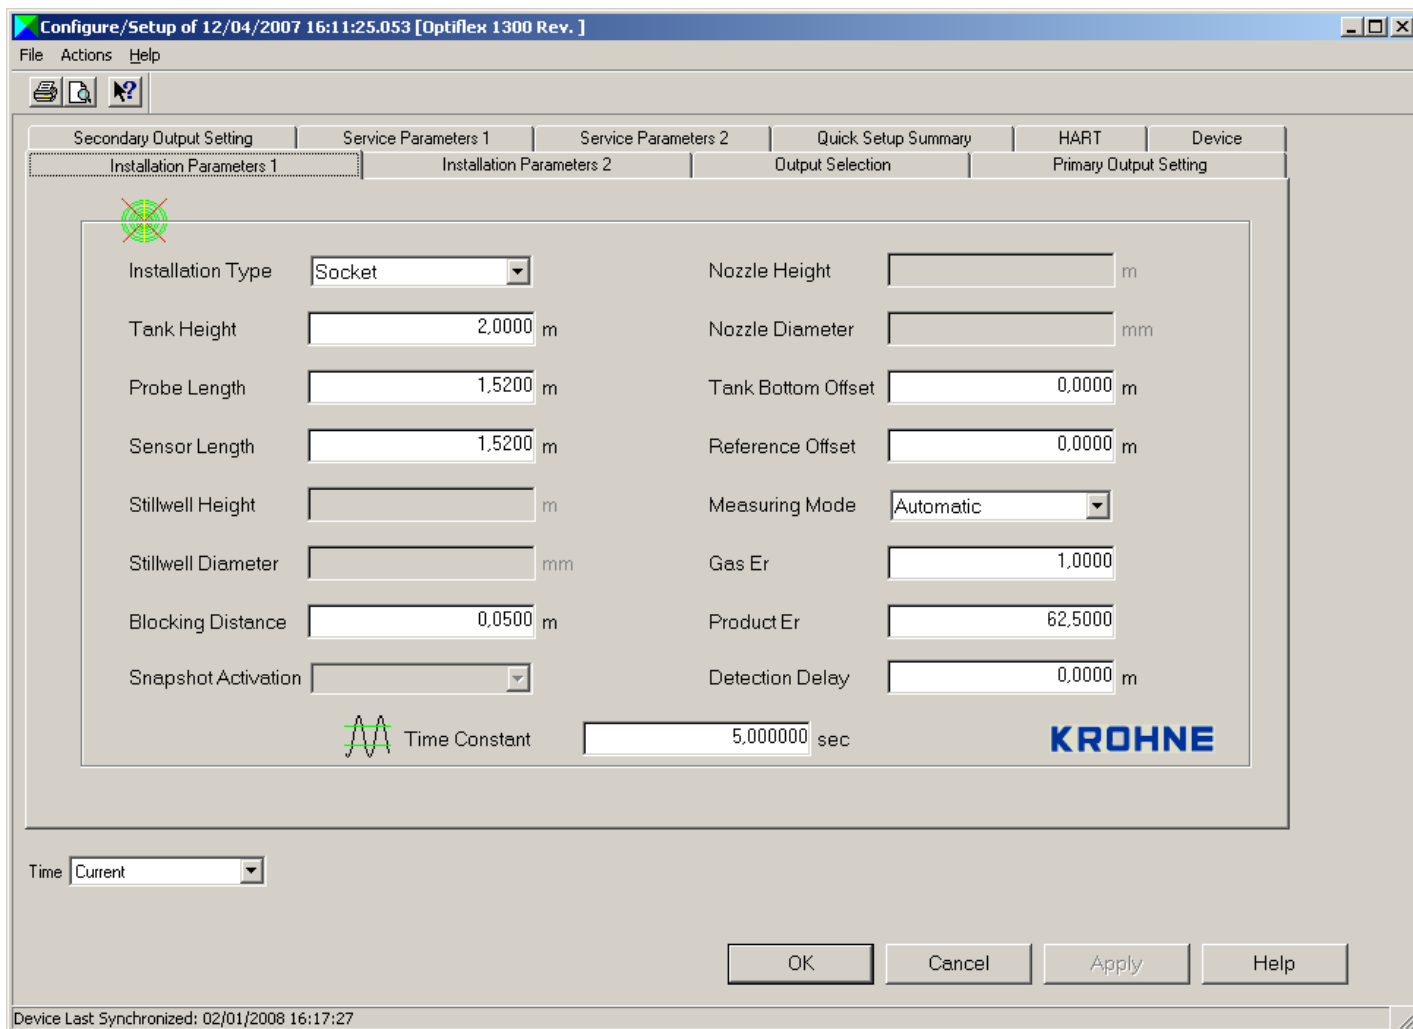 Configure/Setup of 12/04/2007 16:11:25.053 [Optiflex 1300 Rev. ]
File Actions Help
Secondary Output Setting Service Parameters 1 Service Parameters 2 Quick Setup Summary HART Device
Installation Parameters 1 Installation Parameters 2 Output Selection Primary Output Setting
Installation Type Socket Nozzle Height m
Tank Height 2,0000 m Nozzle Diameter mm
Probe Length 1,5200 m Tank Bottom Offset 0,0000 m
Sensor Length 1,5200 m Reference Offset 0,0000 m
Stillwell Height m Measuring Mode Automatic
Stillwell Diameter mm Gas Er 1,0000
Blocking Distance 0,0500 m Product Er 62,5000
Snapshot Activation Detection Delay 0,0000 m
Time Constant 5,000000 sec KROHNE
Time Current
OK Cancel Apply Help
Device Last Synchronized: 02/01/2008 16:17:27